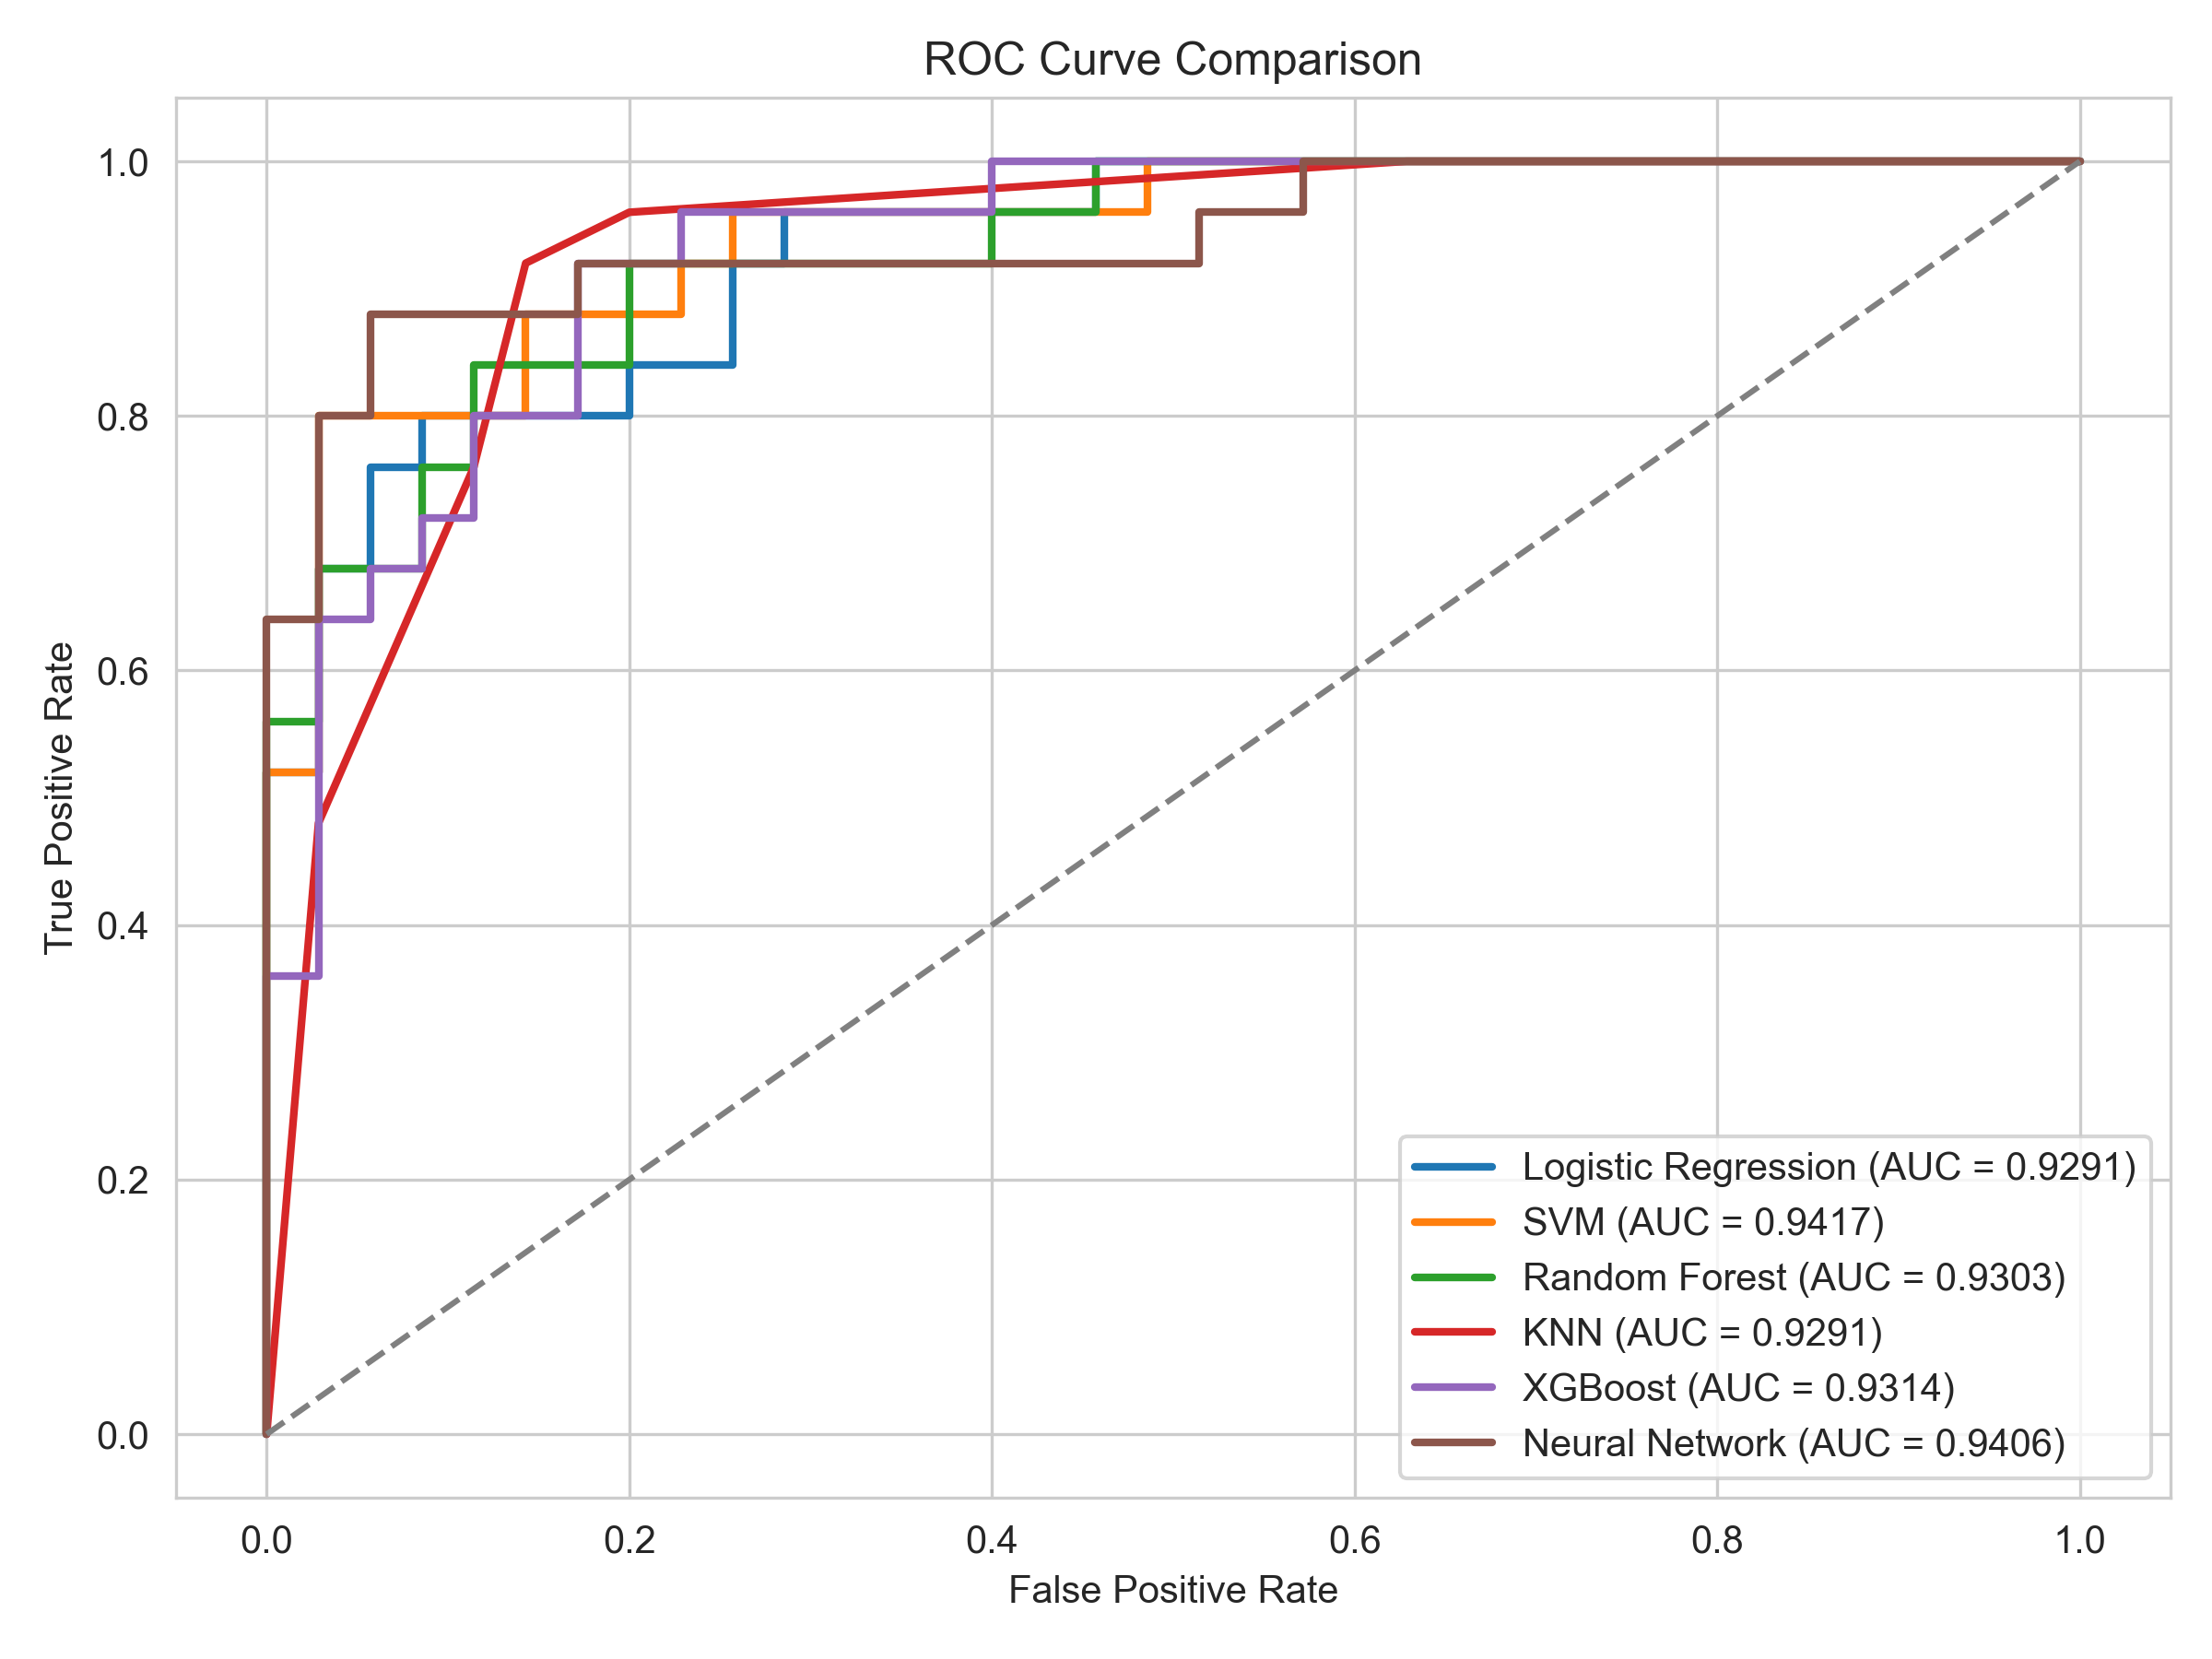 ROC Curve Comparison
1.0
0.8
0.6
0.4
0.2
0.0
True Positive Rate
0.0 0.2 0.4 0.6 0.8 1.0
False Positive Rate
Logistic Regression (AUC = 0.9291)
SVM (AUC = 0.9417)
Random Forest (AUC = 0.9303)
KNN (AUC = 0.9291)
XGBoost (AUC = 0.9314)
Neural Network (AUC = 0.9406)